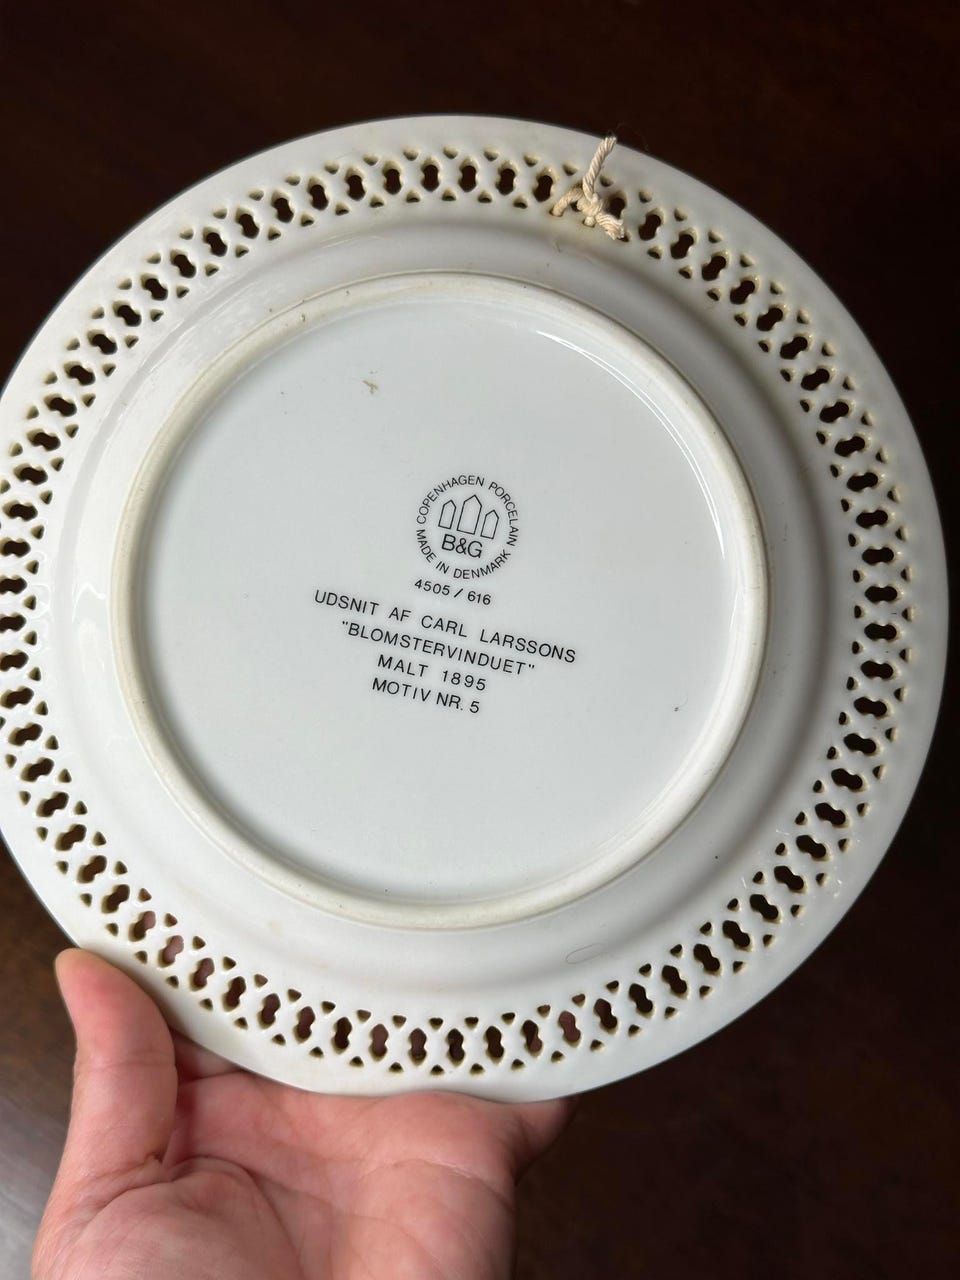 COPENHAGEN PORCELAIN
B&G
MADE IN DENMARK
4505 / 616
UDSNIT AF CARL LARSSONS
"BLOMSTERVINDUET"
MALT 1895
MOTIV NR. 5